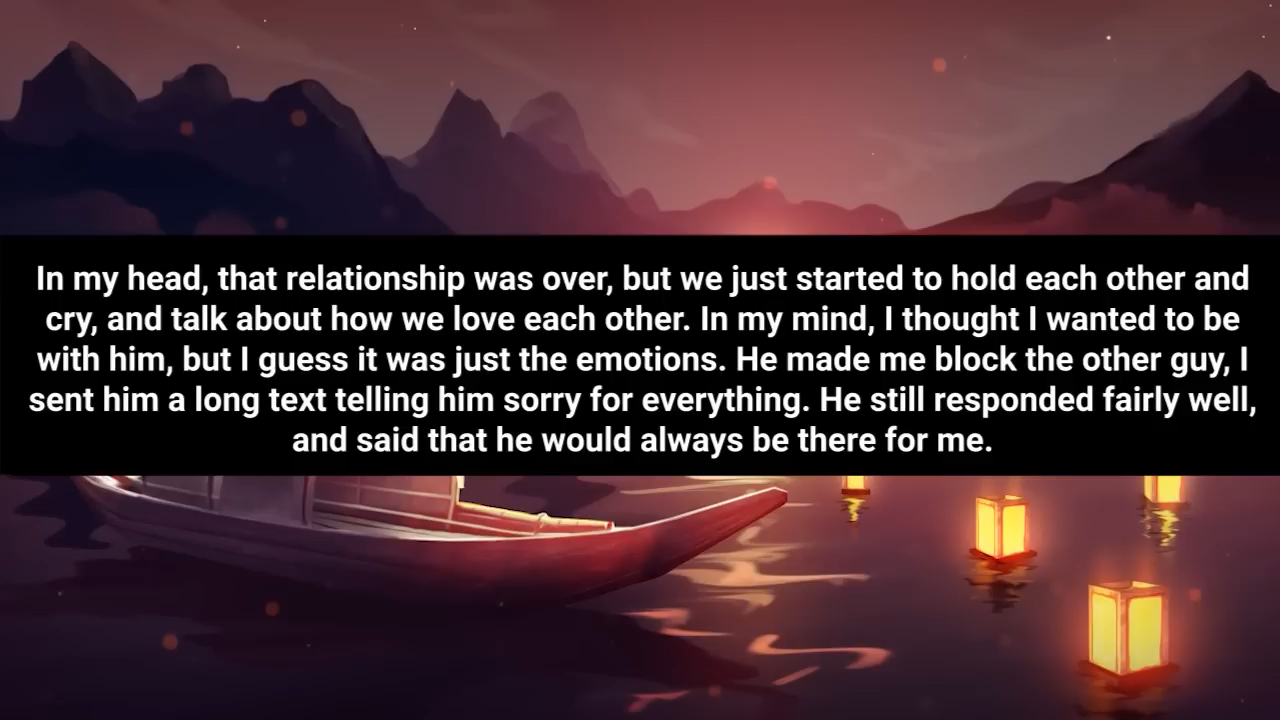 In my head, that relationship was over, but we just started to hold each other and
cry, and talk about how we love each other. In my mind, I thought I wanted to be
with him, but I guess it was just the emotions. He made me block the other guy, I
sent him a long text telling him sorry for everything. He still responded fairly well,
and said that he would always be there for me.